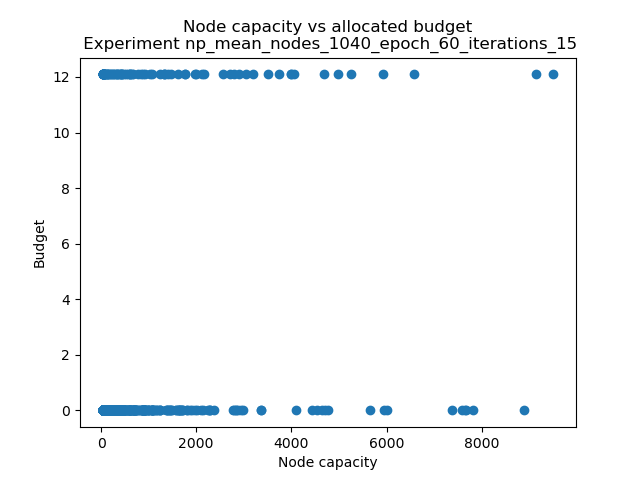 Node capacity vs allocated budget
Experiment np_mean_nodes_1040_epoch_60_iterations_15
12
10
8
6
4
2
0
Budget
0 2000 4000 6000 8000
Node capacity